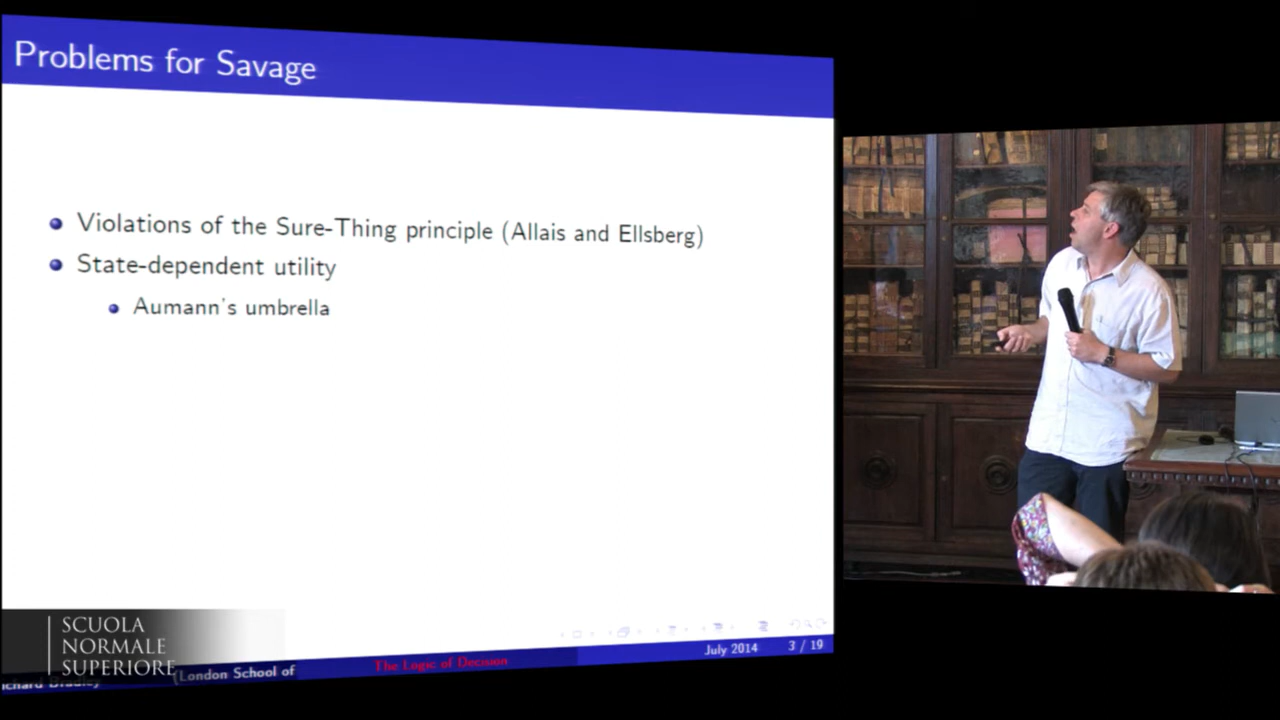 Problems for Savage
Violations of the Sure-Thing principle (Allais and Ellsberg)
State-dependent utility
Aumann's umbrella
SCUOLA
NORMALE
SUPERIORE
(London School of
The Logic of Decision
July 2014
3 / 19